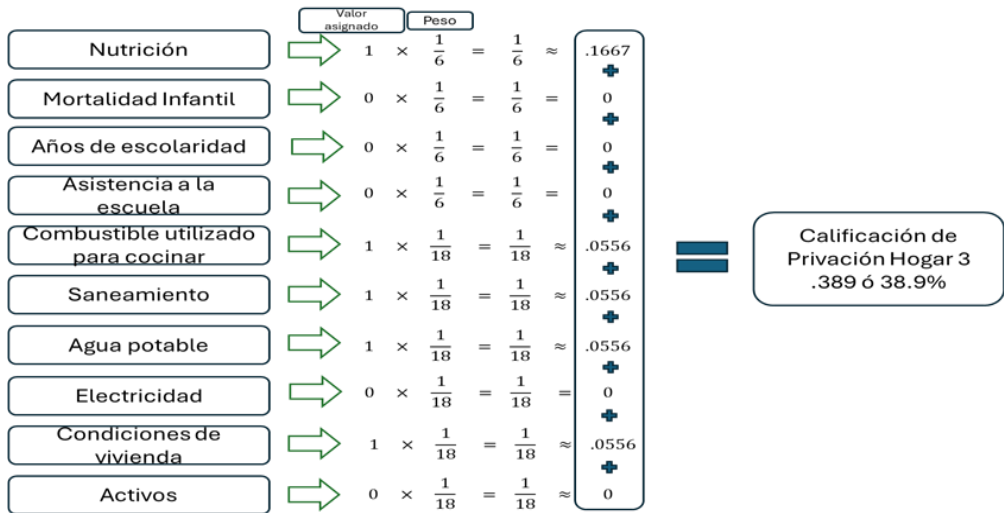 Valor asignado Peso
Nutrición 1 × 1/6 = 1/6 ≈ .1667
+
Mortalidad Infantil 0 × 1/6 = 1/6 = 0
+
Años de escolaridad 0 × 1/6 = 1/6 = 0
+
Asistencia a la escuela 0 × 1/6 = 1/6 = 0
+
Combustible utilizado para cocinar 1 × 1/18 = 1/18 ≈ .0556
+
Saneamiento 1 × 1/18 = 1/18 ≈ .0556
+
Agua potable 1 × 1/18 = 1/18 ≈ .0556
+
Electricidad 0 × 1/18 = 1/18 = 0
+
Condiciones de vivienda 1 × 1/18 = 1/18 ≈ .0556
+
Activos 0 × 1/18 = 1/18 ≈ 0
=
Calificación de
Privación Hogar 3
.389 ó 38.9%